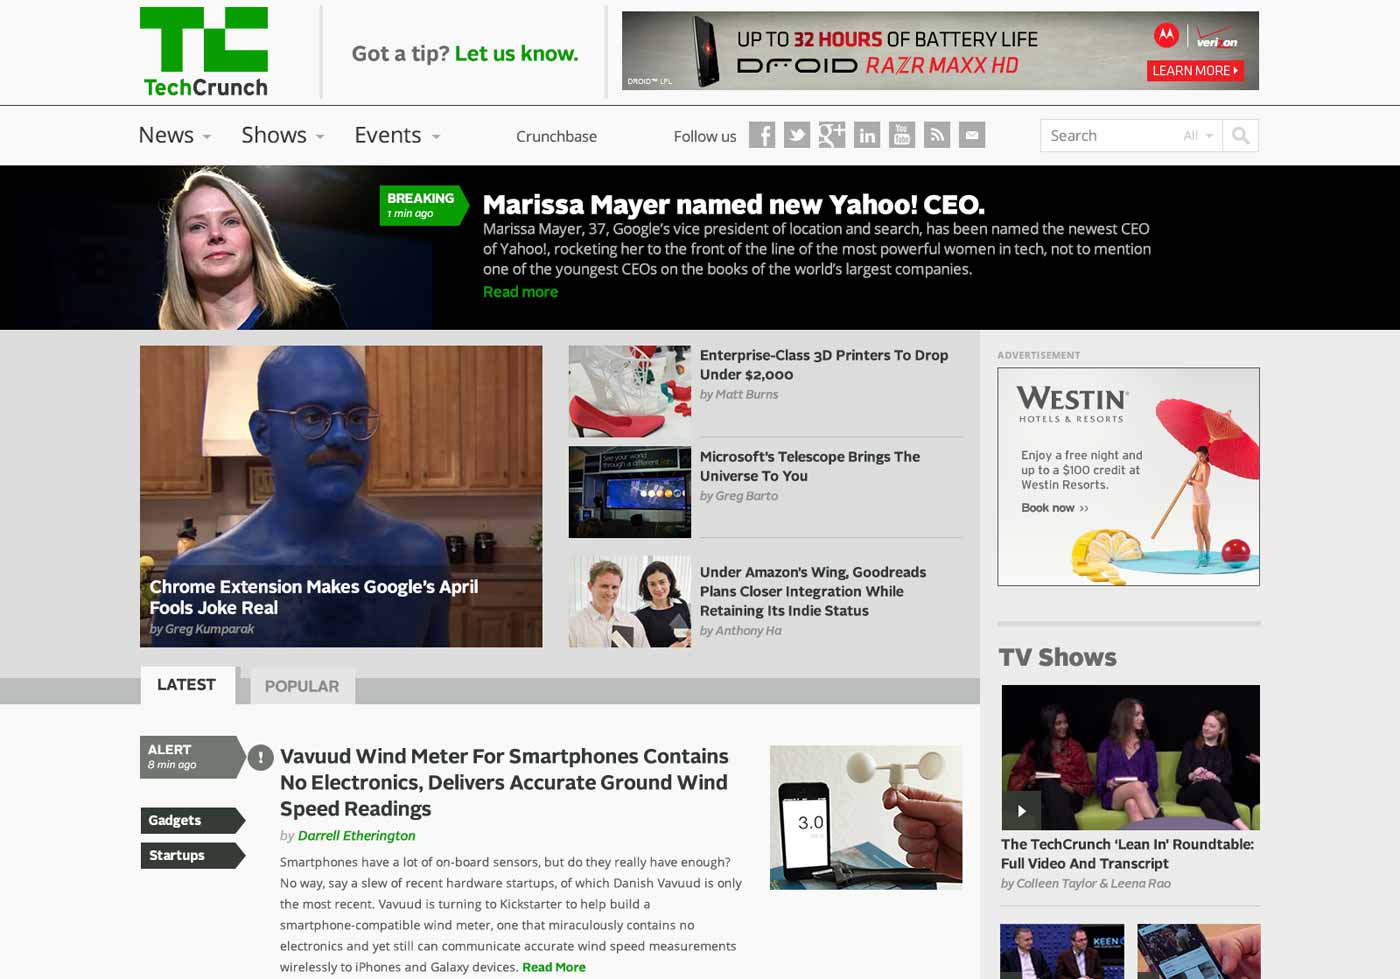 TechCrunch
Got a tip? Let us know.
UP TO 32 HOURS OF BATTERY LIFE
DROID RAZR MAXX HD
DROID™ LFL
verizon
LEARN MORE
News
Shows
Events
Crunchbase
Follow us
f
g+
in
You
Tube
Search
All
BREAKING
1 min ago
Marissa Mayer named new Yahoo! CEO.
Marissa Mayer, 37, Google's vice president of location and search, has been named the newest CEO
of Yahoo!, rocketing her to the front of the line of the most powerful women in tech, not to mention
one of the youngest CEOs on the books of the world's largest companies.
Read more
Chrome Extension Makes Google's April
Fools Joke Real
by Greg Kumparak
Enterprise-Class 3D Printers To Drop
Under $2,000
by Matt Burns
See your world
through a different
Microsoft's Telescope Brings The
Universe To You
by Greg Barto
Under Amazon's Wing, Goodreads
Plans Closer Integration While
Retaining Its Indie Status
by Anthony Ha
ADVERTISEMENT
WESTIN®
HOTELS & RESORTS
Enjoy a free night and
up to a $100 credit at
Westin Resorts.
Book now >>
TV Shows
The TechCrunch 'Lean In' Roundtable:
Full Video And Transcript
by Colleen Taylor & Leena Rao
KEEN
LATEST
POPULAR
ALERT
8 min ago
!
Gadgets
Startups
Vavuud Wind Meter For Smartphones Contains
No Electronics, Delivers Accurate Ground Wind
Speed Readings
by Darrell Etherington
Smartphones have a lot of on-board sensors, but do they really have enough?
No way, say a slew of recent hardware startups, of which Danish Vavuud is only
the most recent. Vavuud is turning to Kickstarter to help build a
smartphone-compatible wind meter, one that miraculously contains no
electronics and yet still can communicate accurate wind speed measurements
wirelessly to iPhones and Galaxy devices. Read More
3.0